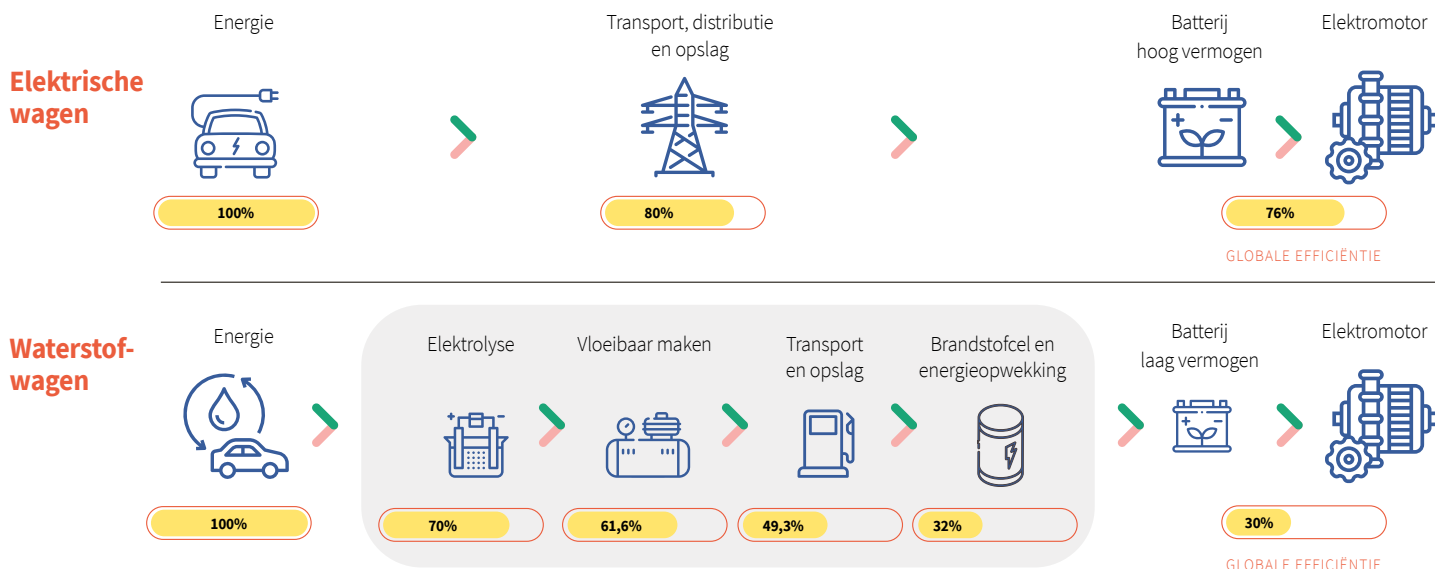 Energie
Transport, distributie
en opslag
Batterij
hoog vermogen
Elektromotor
Elektrische
wagen
+ -
100%
80%
76%
GLOBALE EFFICIËNTIE
Waterstof-
wagen
Energie
Elektrolyse
Vloeibaar maken
Transport
en opslag
Brandstofcel en
energieopwekking
Batterij
laag vermogen
Elektromotor
+ -
+ -
100%
70%
61,6%
49,3%
32%
30%
GLOBALE EFFICIËNTIE